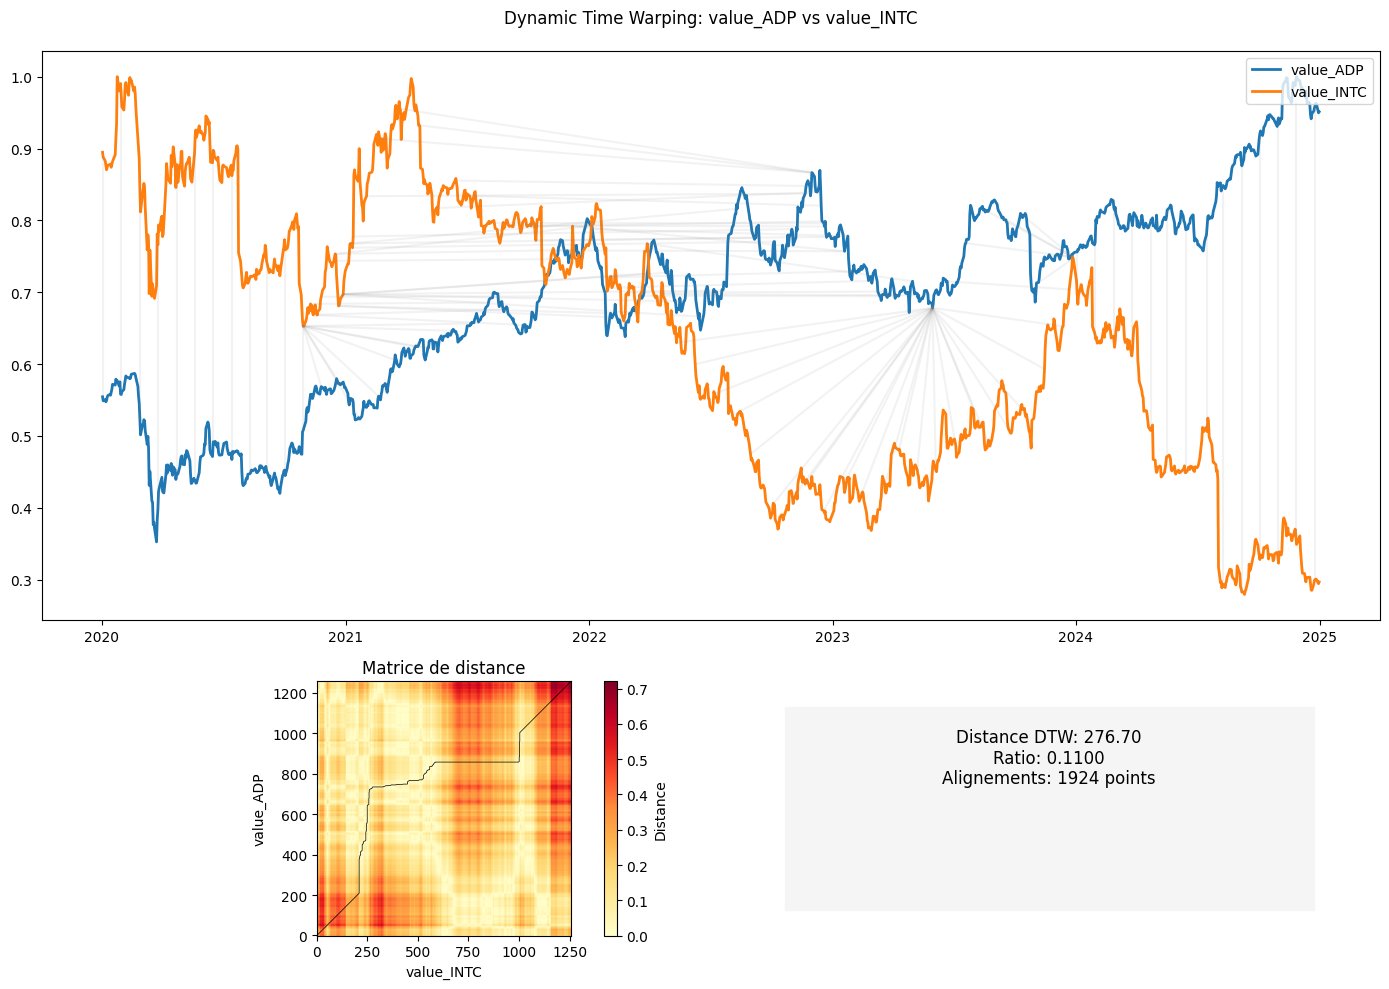 Dynamic Time Warping: value_ADP vs value_INTC
value_ADP
value_INTC
1.0
0.9
0.8
0.7
0.6
0.5
0.4
0.3
2020 2021 2022 2023 2024 2025
Matrice de distance
value_ADP
1200
1000
800
600
400
200
0
0 250 500 750 1000 1250
value_INTC
0.7
0.6
0.5
0.4
0.3
0.2
0.1
0.0
Distance
Distance DTW: 276.70
Ratio: 0.1100
Alignements: 1924 points